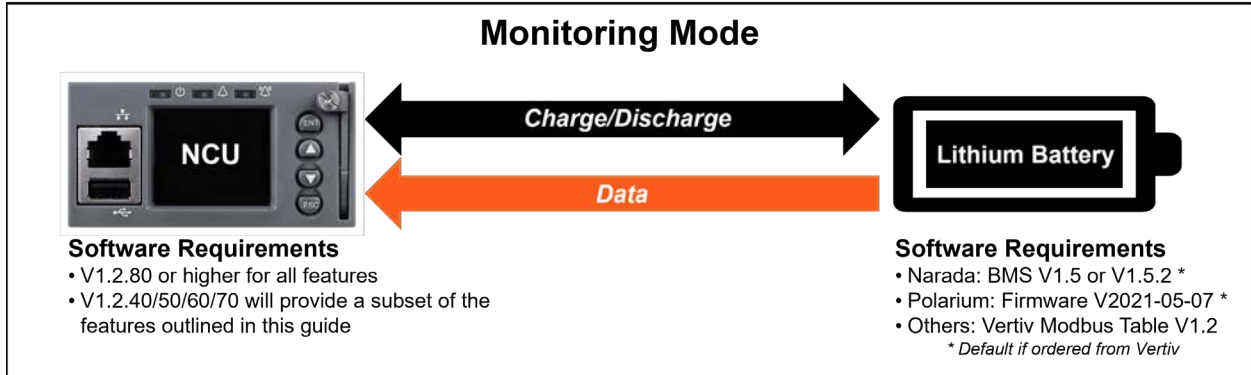 Monitoring Mode
NCU
ENT
ESC
Charge/Discharge
Data
Lithium Battery
Software Requirements
• V1.2.80 or higher for all features
• V1.2.40/50/60/70 will provide a subset of the
features outlined in this guide
Software Requirements
• Narada: BMS V1.5 or V1.5.2 *
• Polarium: Firmware V2021-05-07 *
• Others: Vertiv Modbus Table V1.2
* Default if ordered from Vertiv